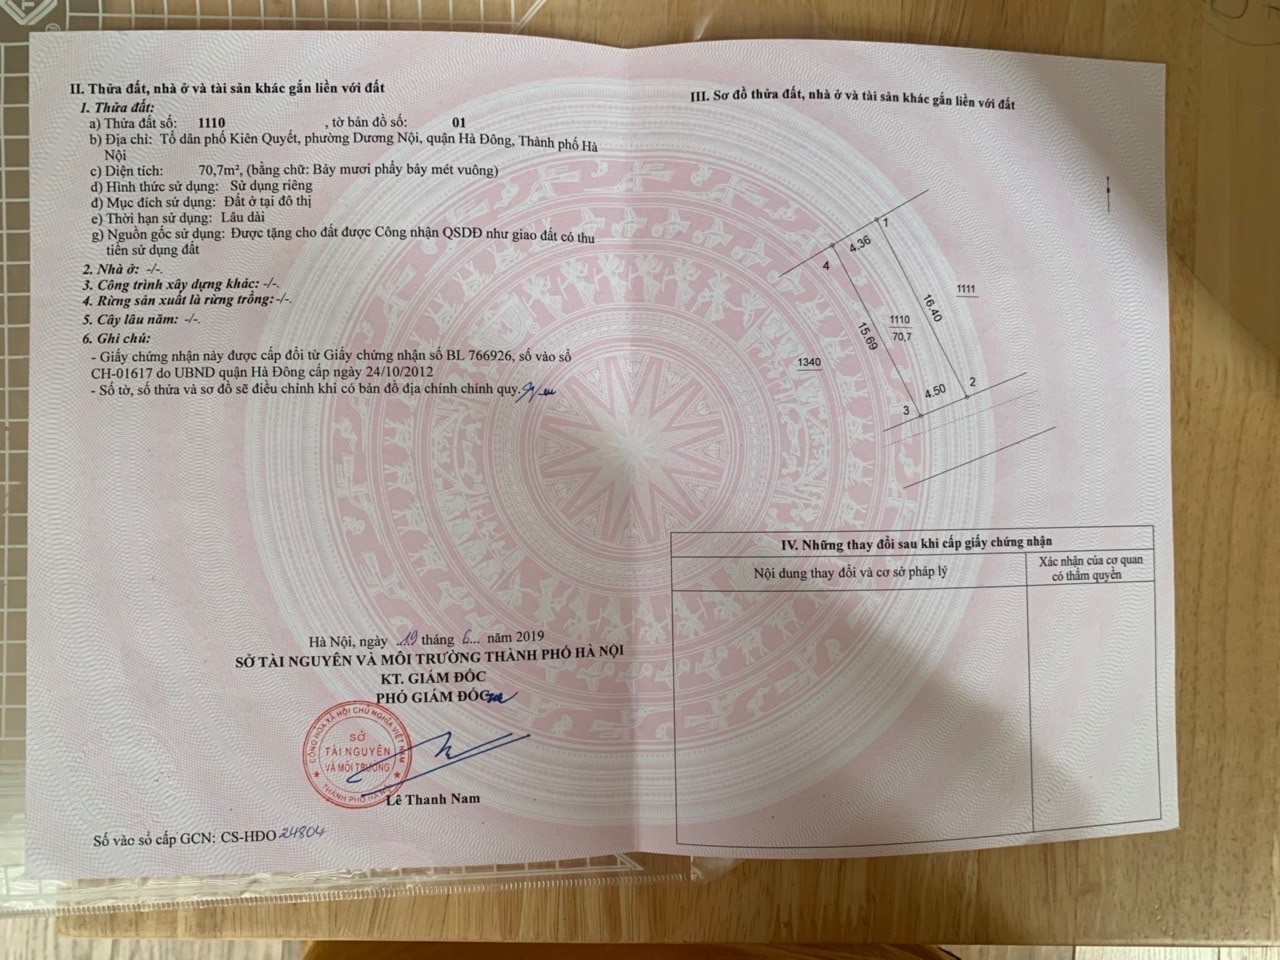 II. Thửa đất, nhà ở và tài sản khác gắn liền với đất
1. Thửa đất:
a) Thửa đất số: 1110 , tờ bản đồ số: 01
b) Địa chỉ: Tổ dân phố Kiên Quyết, phường Dương Nội, quận Hà Đông, Thành phố Hà
Nội
c) Diện tích: 70,7m², (bằng chữ: Bảy mươi phẩy bảy mét vuông)
d) Hình thức sử dụng: Sử dụng riêng
đ) Mục đích sử dụng: Đất ở tại đô thị
e) Thời hạn sử dụng: Lâu dài
g) Nguồn gốc sử dụng: Được tặng cho đất được Công nhận QSDĐ như giao đất có thu
tiền sử dụng đất
2. Nhà ở: -/-.
3. Công trình xây dựng khác: -/-.
4. Rừng sản xuất là rừng trồng: -/-.
5. Cây lâu năm: -/-.
6. Ghi chú:
- Giấy chứng nhận này được cấp đổi từ Giấy chứng nhận số BL 766926, số vào sổ
CH-01617 do UBND quận Hà Đông cấp ngày 24/10/2012
- Số tờ, số thửa và sơ đồ sẽ điều chỉnh khi có bản đồ địa chính chính quy.
Hà Nội, ngày 19 tháng 6 năm 2019
SỞ TÀI NGUYÊN VÀ MÔI TRƯỜNG THÀNH PHỐ HÀ NỘI
KT. GIÁM ĐỐC
PHÓ GIÁM ĐỐC
CỘNG HÒA XÃ HỘI CHỦ NGHĨA VIỆT NAM
SỞ
TÀI NGUYÊN
VÀ MÔI TRƯỜNG
THÀNH PHỐ HÀ NỘI
Lê Thanh Nam
Số vào sổ cấp GCN: CS-HĐO 24804
III. Sơ đồ thửa đất, nhà ở và tài sản khác gắn liền với đất
1
4.36
4
1111
16.40
1110
70,7
15.69
1340
2
4.50
3
IV. Những thay đổi sau khi cấp giấy chứng nhận
Nội dung thay đổi và cơ sở pháp lý
Xác nhận của cơ quan
có thẩm quyền